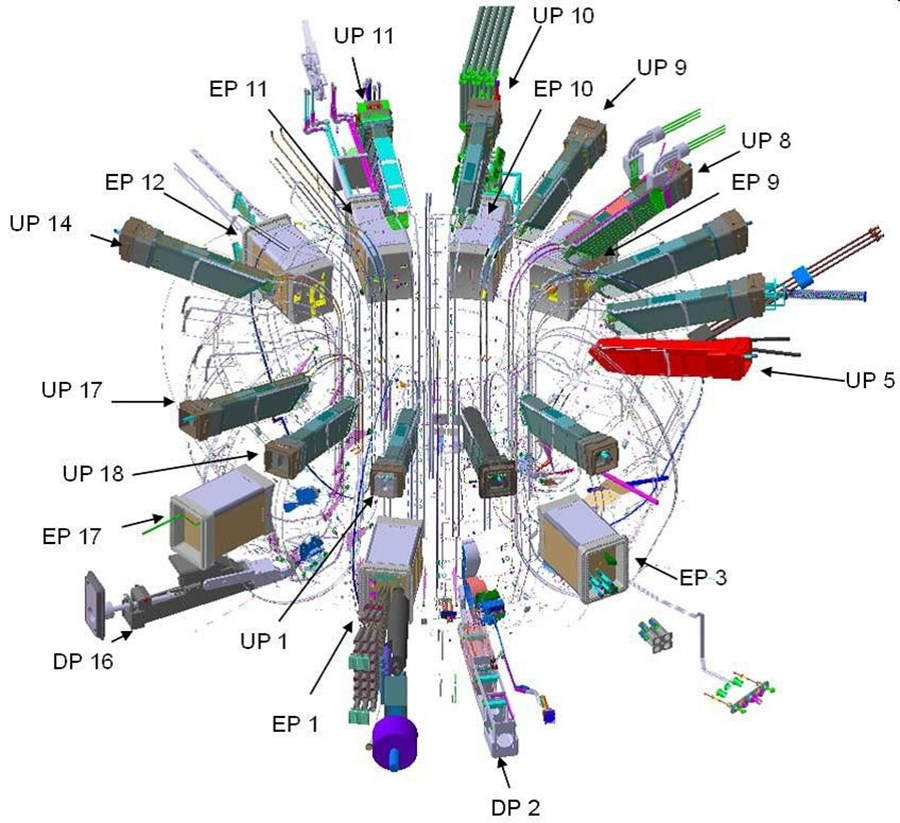 UP 10
UP 11
UP 9
EP 11
EP 10
UP 8
EP 12
EP 9
UP 14
UP 5
UP 17
UP 18
EP 17
EP 3
UP 1
DP 16
EP 1
DP 2